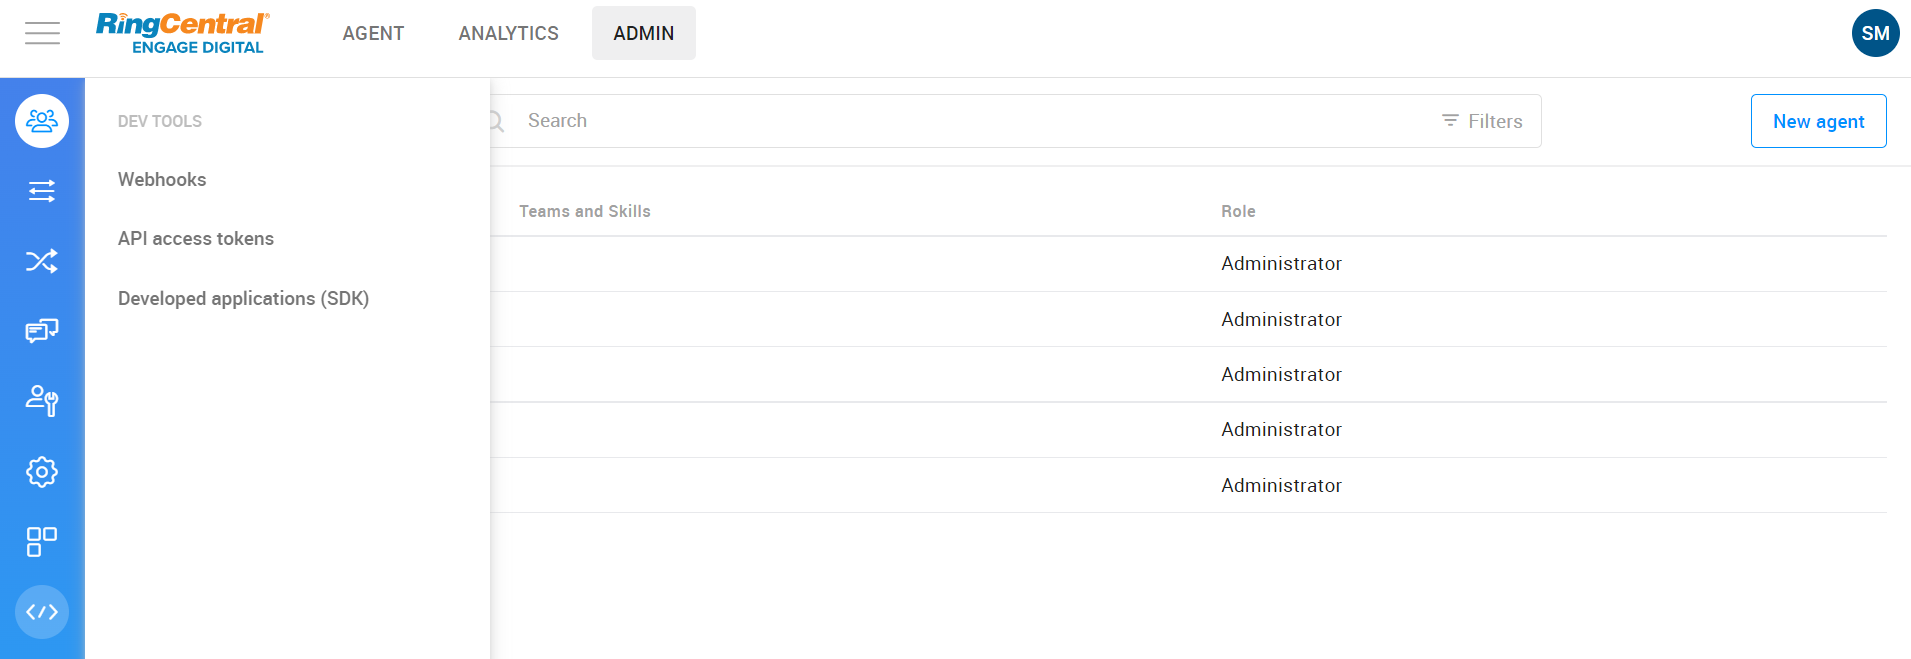 RingCentral®
ENGAGE DIGITAL
AGENT
ANALYTICS
ADMIN
SM
DEV TOOLS
Webhooks
API access tokens
Developed applications (SDK)
Search
Filters
New agent
Teams and Skills
Role
Administrator
Administrator
Administrator
Administrator
Administrator